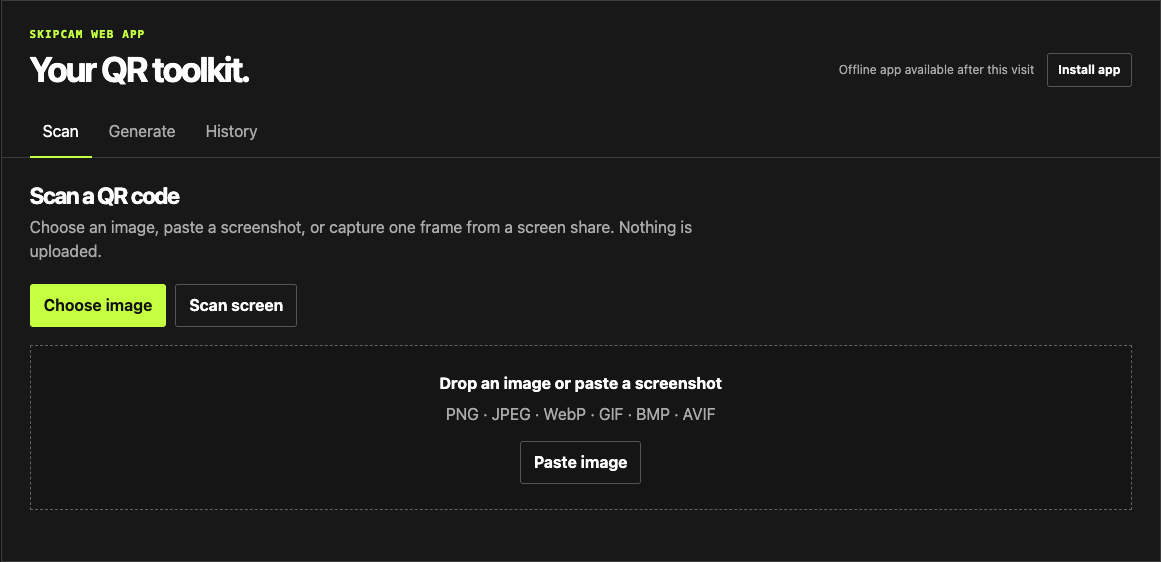 SKIPCAM WEB APP
Your QR toolkit.
Offline app available after this visit
Install app
Scan
Generate
History
Scan a QR code
Choose an image, paste a screenshot, or capture one frame from a screen share. Nothing is
uploaded.
Choose image
Scan screen
Drop an image or paste a screenshot
PNG · JPEG · WebP · GIF · BMP · AVIF
Paste image